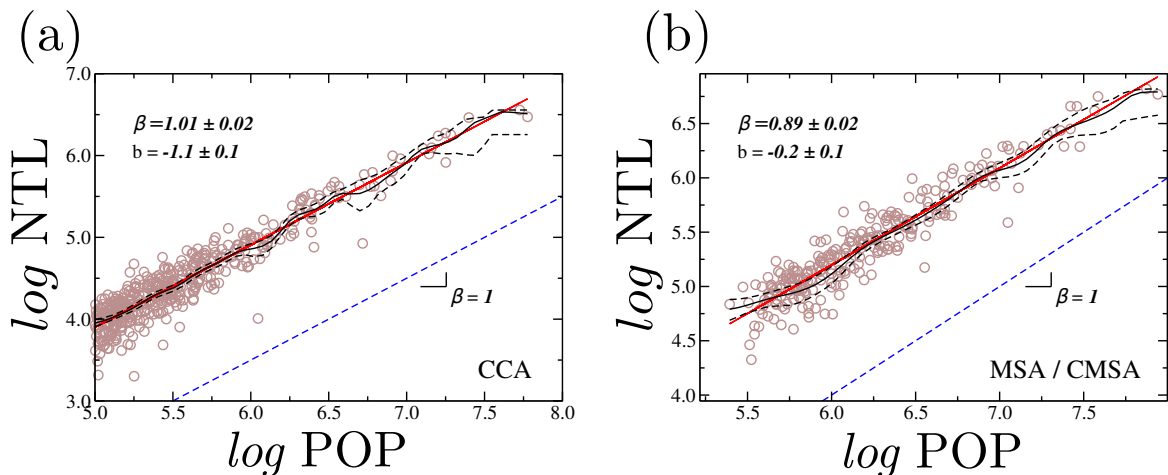 (a)
7.0
6.0
5.0
4.0
3.0
log NTL
β=1.01 ± 0.02
b = -1.1 ± 0.1
β = 1
CCA
5.0 5.5 6.0 6.5 7.0 7.5 8.0
log POP
(b)
6.5
6.0
5.5
5.0
4.5
4.0
log NTL
β=0.89 ± 0.02
b = -0.2 ± 0.1
β = 1
MSA / CMSA
5.5 6.0 6.5 7.0 7.5
log POP